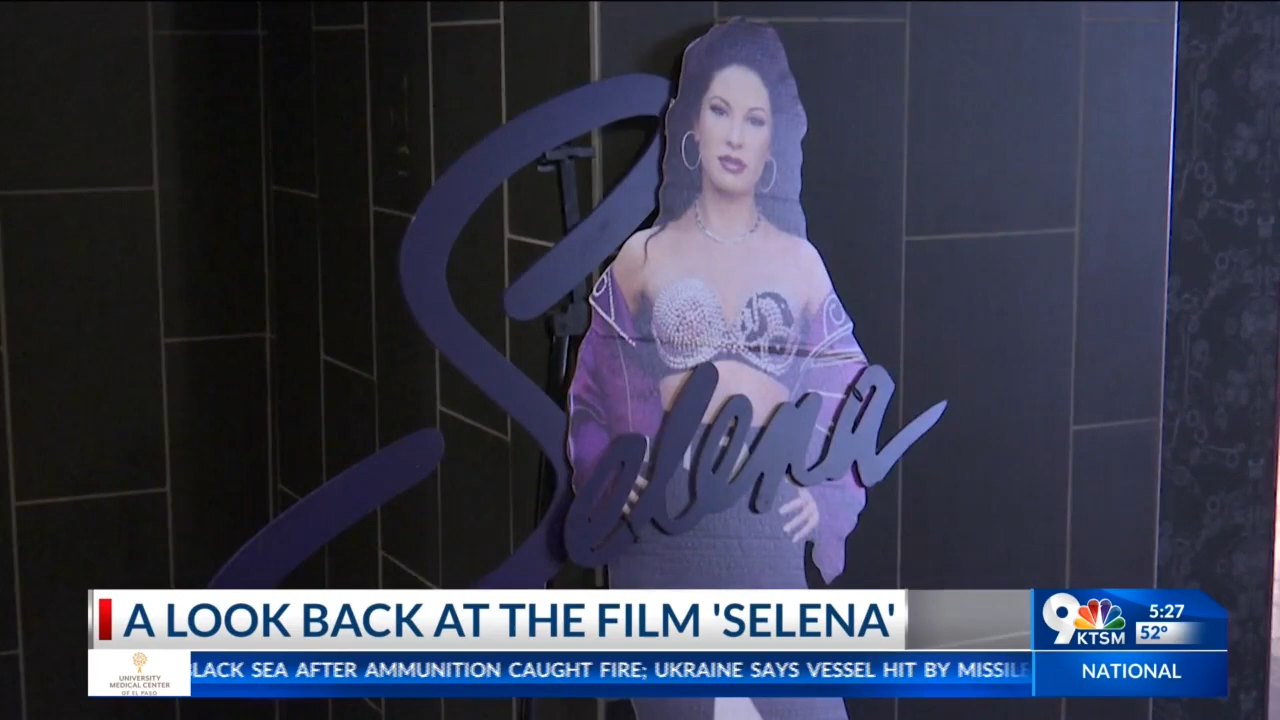 Selena
A LOOK BACK AT THE FILM 'SELENA'
9
KTSM
5:27
52°
UNIVERSITY
MEDICAL CENTER
OF EL PASO
BLACK SEA AFTER AMMUNITION CAUGHT FIRE; UKRAINE SAYS VESSEL HIT BY MISSILE
NATIONAL